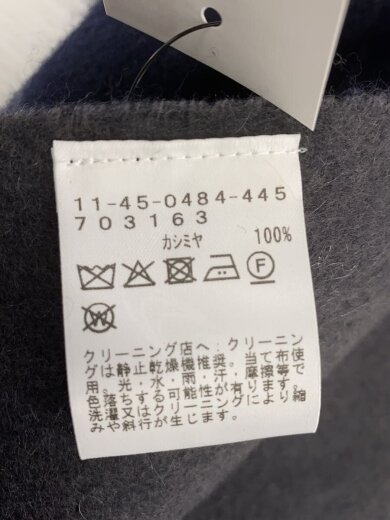 11-45-0484-445
703163
カシミヤ 100%
F
W
クリーニング店へ：クリーニン
グは静止乾燥機推奨。当て布使
用。光・水・雨・汗・摩擦等で
色落ちする可能性が有ります。
洗濯又はクリーニングにより縮
みや斜行が生じます。